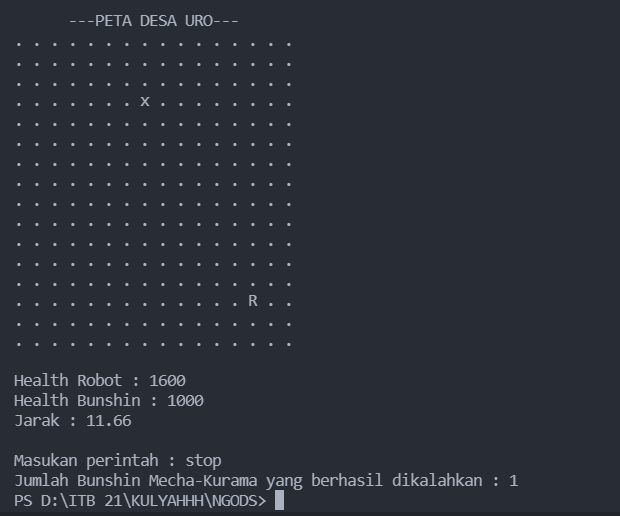 ---PETA DESA URO---
. . . . . . . . . . . . . . . .
. . . . . . . . . . . . . . . .
. . . . . . . . . . . . . . . .
. . . . . . . x . . . . . . . .
. . . . . . . . . . . . . . . .
. . . . . . . . . . . . . . . .
. . . . . . . . . . . . . . . .
. . . . . . . . . . . . . . . .
. . . . . . . . . . . . . . . .
. . . . . . . . . . . . . . . .
. . . . . . . . . . . . . . . .
. . . . . . . . . . . . . . . .
. . . . . . . . . . . . . . . .
. . . . . . . . . . . . . R . .
. . . . . . . . . . . . . . . .
. . . . . . . . . . . . . . . .
Health Robot : 1600
Health Bunshin : 1000
Jarak : 11.66
Masukan perintah : stop
Jumlah Bunshin Mecha-Kurama yang berhasil dikalahkan : 1
PS D:\ITB 21\KULYAHHH\NGODS>